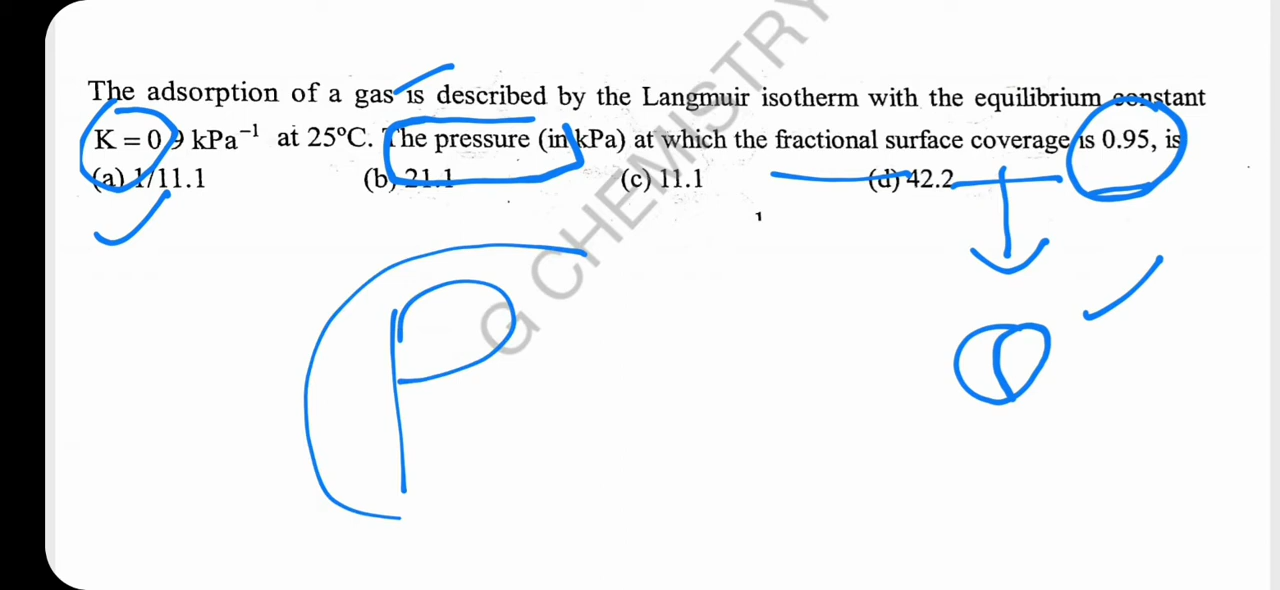 The adsorption of a gas is described by the Langmuir isotherm with the equilibrium constant
K = 0.9 kPa⁻¹ at 25°C. The pressure (in kPa) at which the fractional surface coverage is 0.95, is
(a) 1/11.1 (b) 21.1 (c) 11.1 (d) 42.2
G CHEMISTRY
P
θ